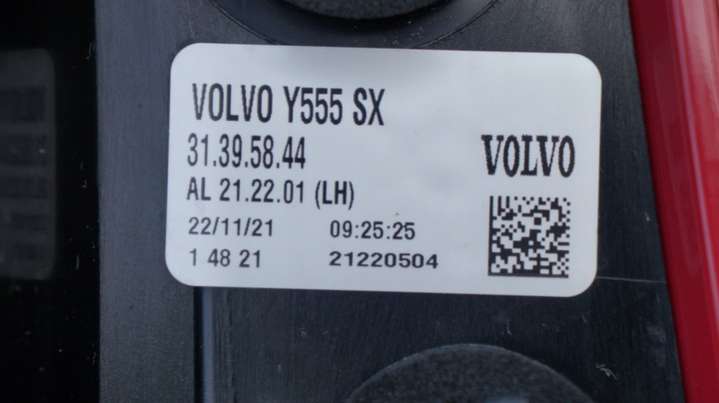 VOLVO Y555 SX
31.39.58.44
VOLVO
AL 21.22.01 (LH)
22/11/21 09:25:25
1 48 21 21220504